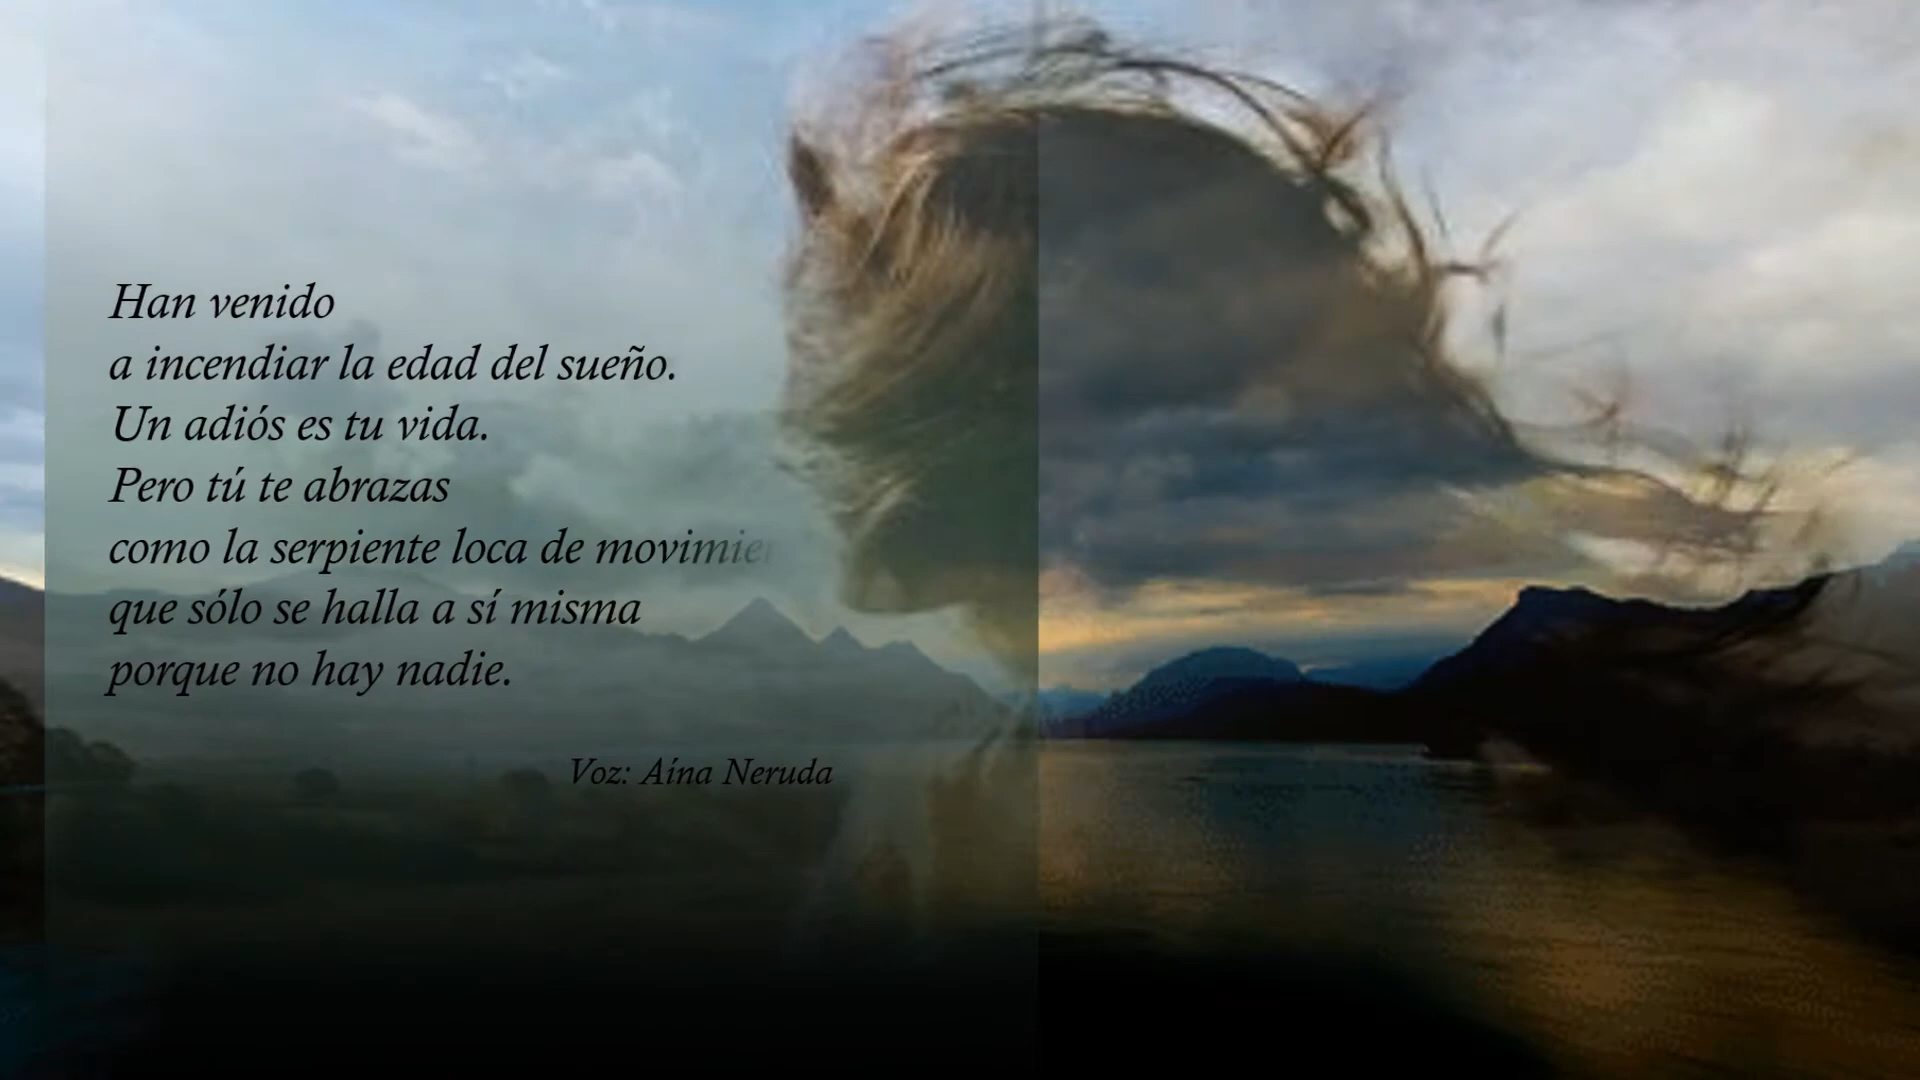 Han venido
a incendiar la edad del sueño.
Un adiós es tu vida.
Pero tú te abrazas
como la serpiente loca de
que sólo se halla a sí misma
porque no hay nadie.
Voz: Aína Neruda